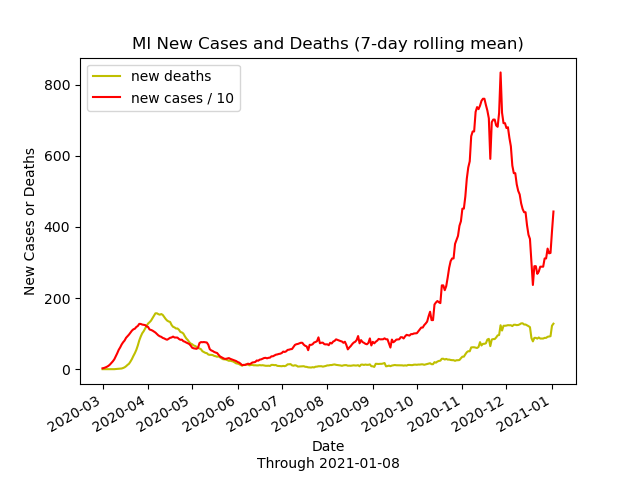 MI New Cases and Deaths (7-day rolling mean)
new deaths
new cases / 10
800
600
400
200
0
New Cases or Deaths
2020-03
2020-04
2020-05
2020-06
2020-07
2020-08
2020-09
2020-10
2020-11
2020-12
2021-01
Date
Through 2021-01-08